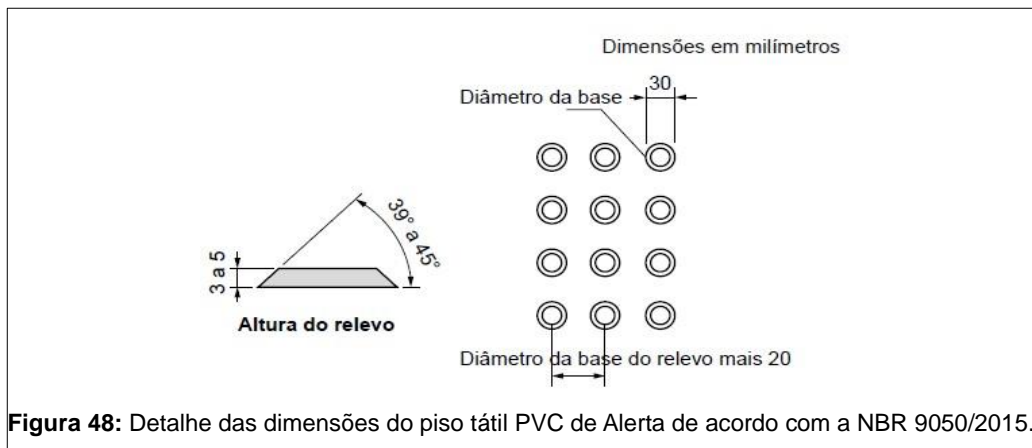 Dimensões em milímetros
30
Diâmetro da base
39° a 45°
3 a 5
Altura do relevo
Diâmetro da base do relevo mais 20
Figura 48: Detalhe das dimensões do piso tátil PVC de Alerta de acordo com a NBR 9050/2015.